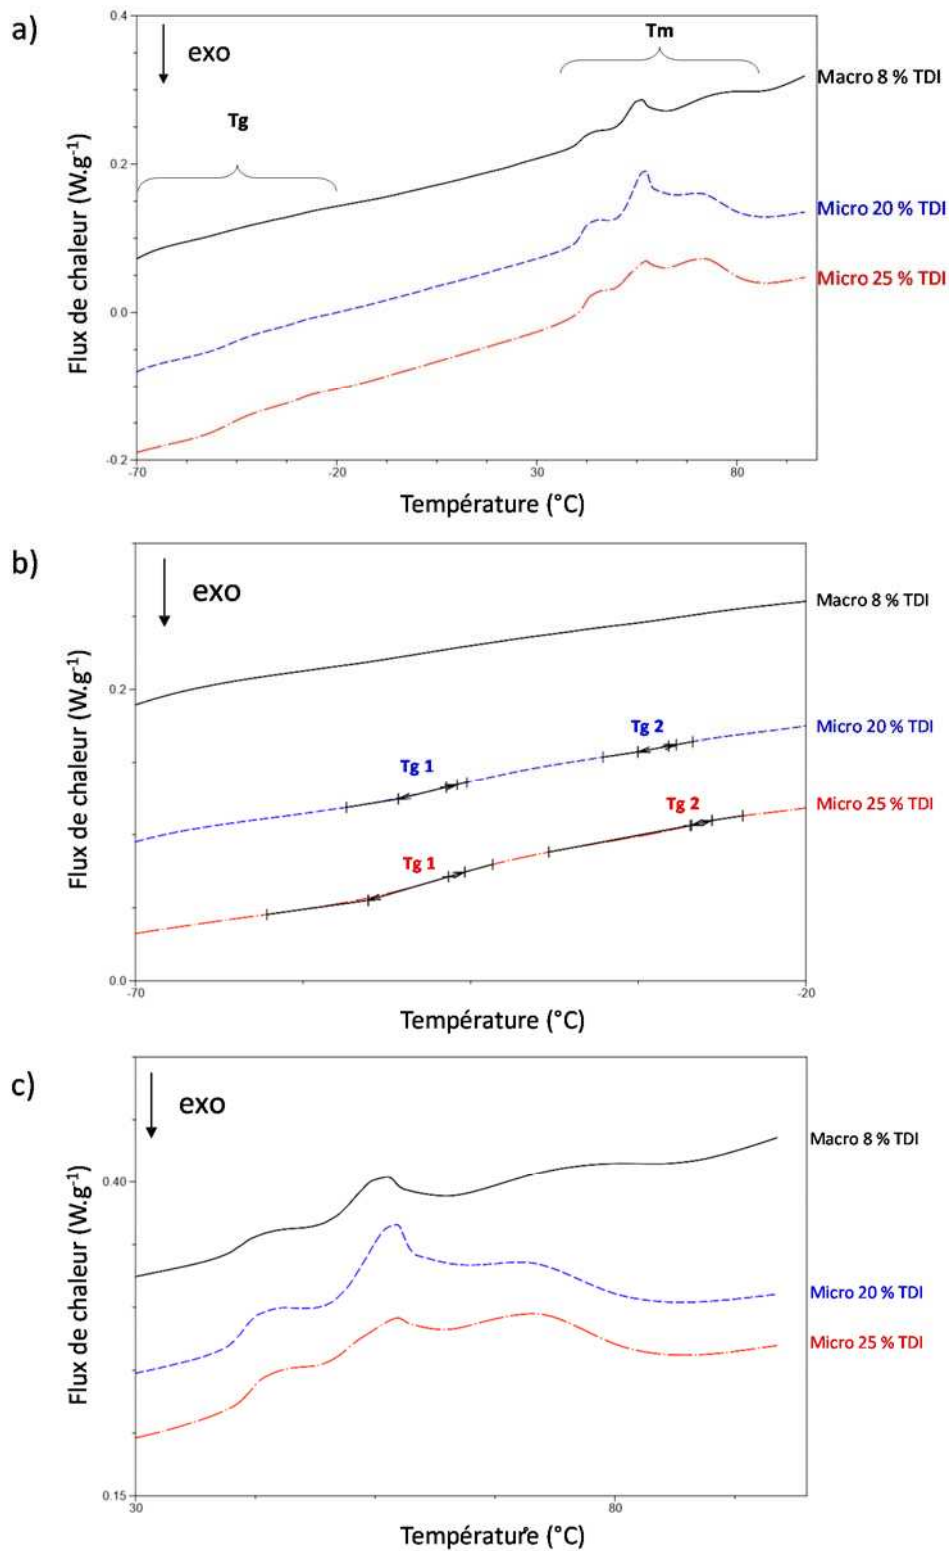 a)
exo
Tm
Tg
Macro 8 % TDI
Micro 20 % TDI
Micro 25 % TDI
Flux de chaleur (W.g-1)
0.4
0.2
0.0
-0.2
-70
-20
30
80
Température (°C)
b)
exo
Macro 8 % TDI
Micro 20 % TDI
Micro 25 % TDI
Tg 1
Tg 2
Tg 1
Tg 2
Flux de chaleur (W.g-1)
0.2
0.0
-70
-20
Température (°C)
c)
exo
Macro 8 % TDI
Micro 20 % TDI
Micro 25 % TDI
Flux de chaleur (W.g-1)
0.40
0.15
30
80
Température (°C)